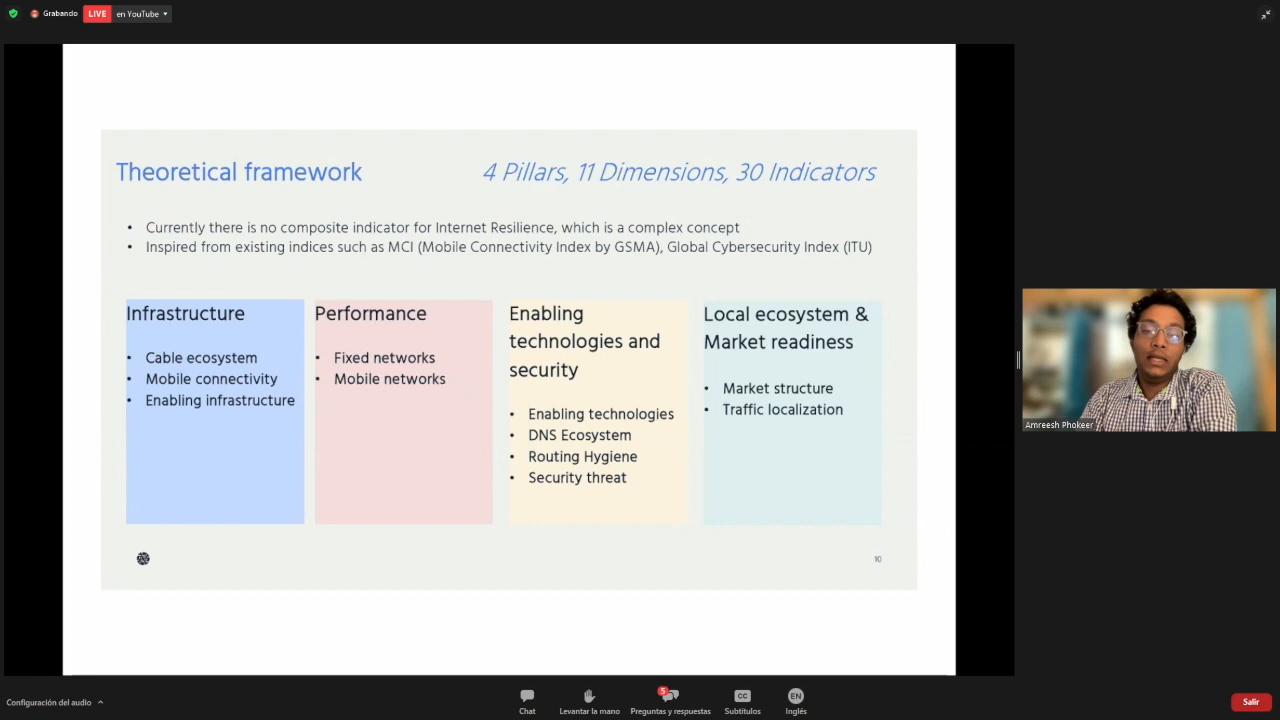 Grabando
LIVE
en YouTube
Theoretical framework
4 Pillars, 11 Dimensions, 30 Indicators
• Currently there is no composite indicator for Internet Resilience, which is a complex concept
• Inspired from existing indices such as MCI (Mobile Connectivity Index by GSMA), Global Cybersecurity Index (ITU)
Infrastructure
• Cable ecosystem
• Mobile connectivity
• Enabling infrastructure
Performance
• Fixed networks
• Mobile networks
Enabling
technologies and
security
• Enabling technologies
• DNS Ecosystem
• Routing Hygiene
• Security threat
Local ecosystem &
Market readiness
• Market structure
• Traffic localization
10
Amreesh Phokeer
Configuración del audio
Chat
Levantar la mano
5
Preguntas y respuestas
CC
Subtítulos
EN
Inglés
Salir